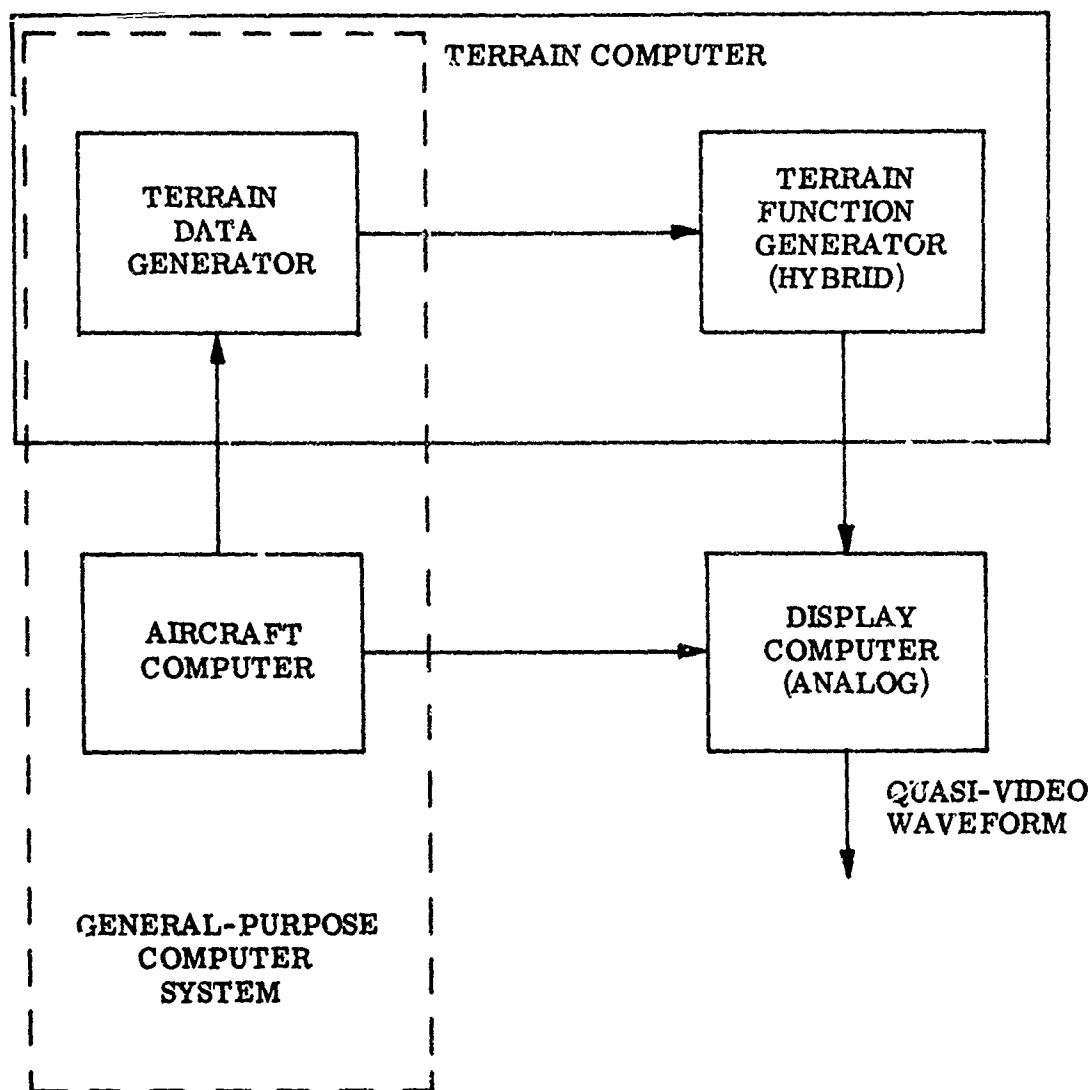 TERRAIN COMPUTER
TERRAIN
DATA
GENERATOR
TERRAIN
FUNCTION
GENERATOR
(HYBRID)
AIRCRAFT
COMPUTER
DISPLAY
COMPUTER
(ANALOG)
QUASI-VIDEO
WAVEFORM
GENERAL-PURPOSE
COMPUTER
SYSTEM